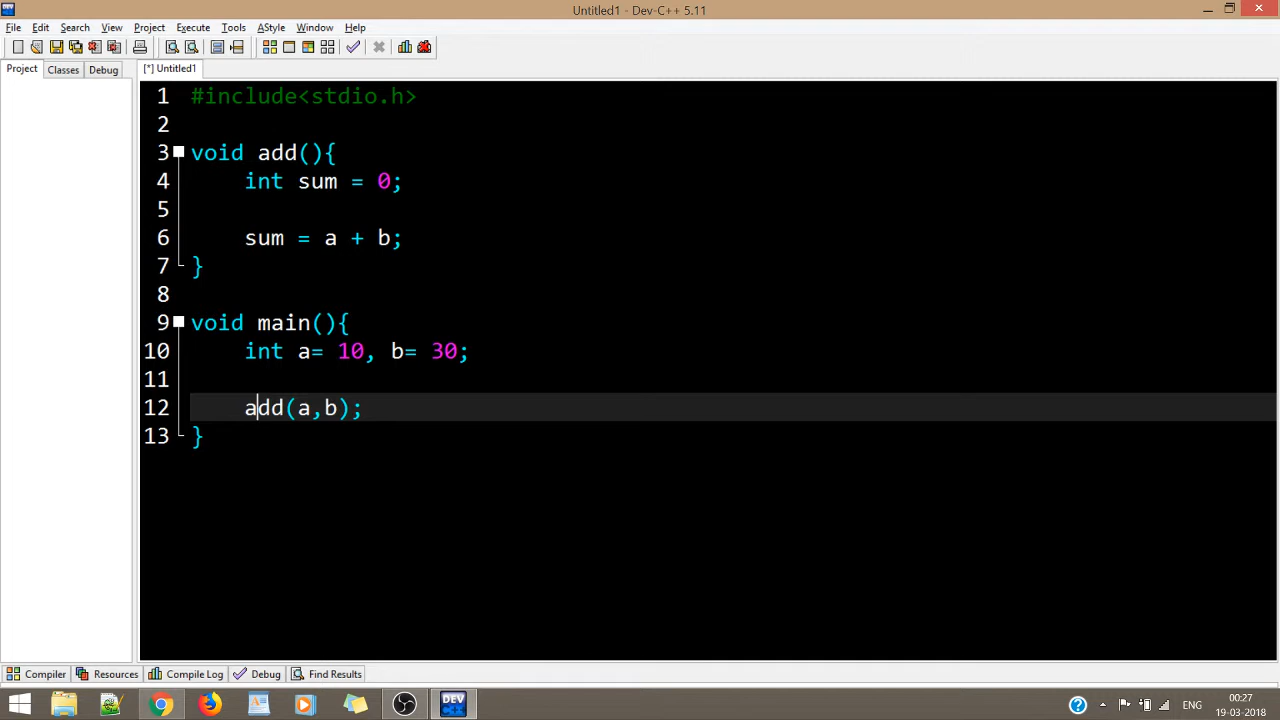 Untitled1 - Dev-C++ 5.11
File Edit Search View Project Execute Tools AStyle Window Help
Project Classes Debug [*] Untitled1
1 #include<stdio.h>
2
3 void add(){
4 int sum = 0;
5
6 sum = a + b;
7 }
8
9 void main(){
10 int a= 10, b= 30;
11
12 add(a,b);
13 }
Compiler Resources Compile Log Debug Find Results
DEV
ENG
00:27
19-03-2018